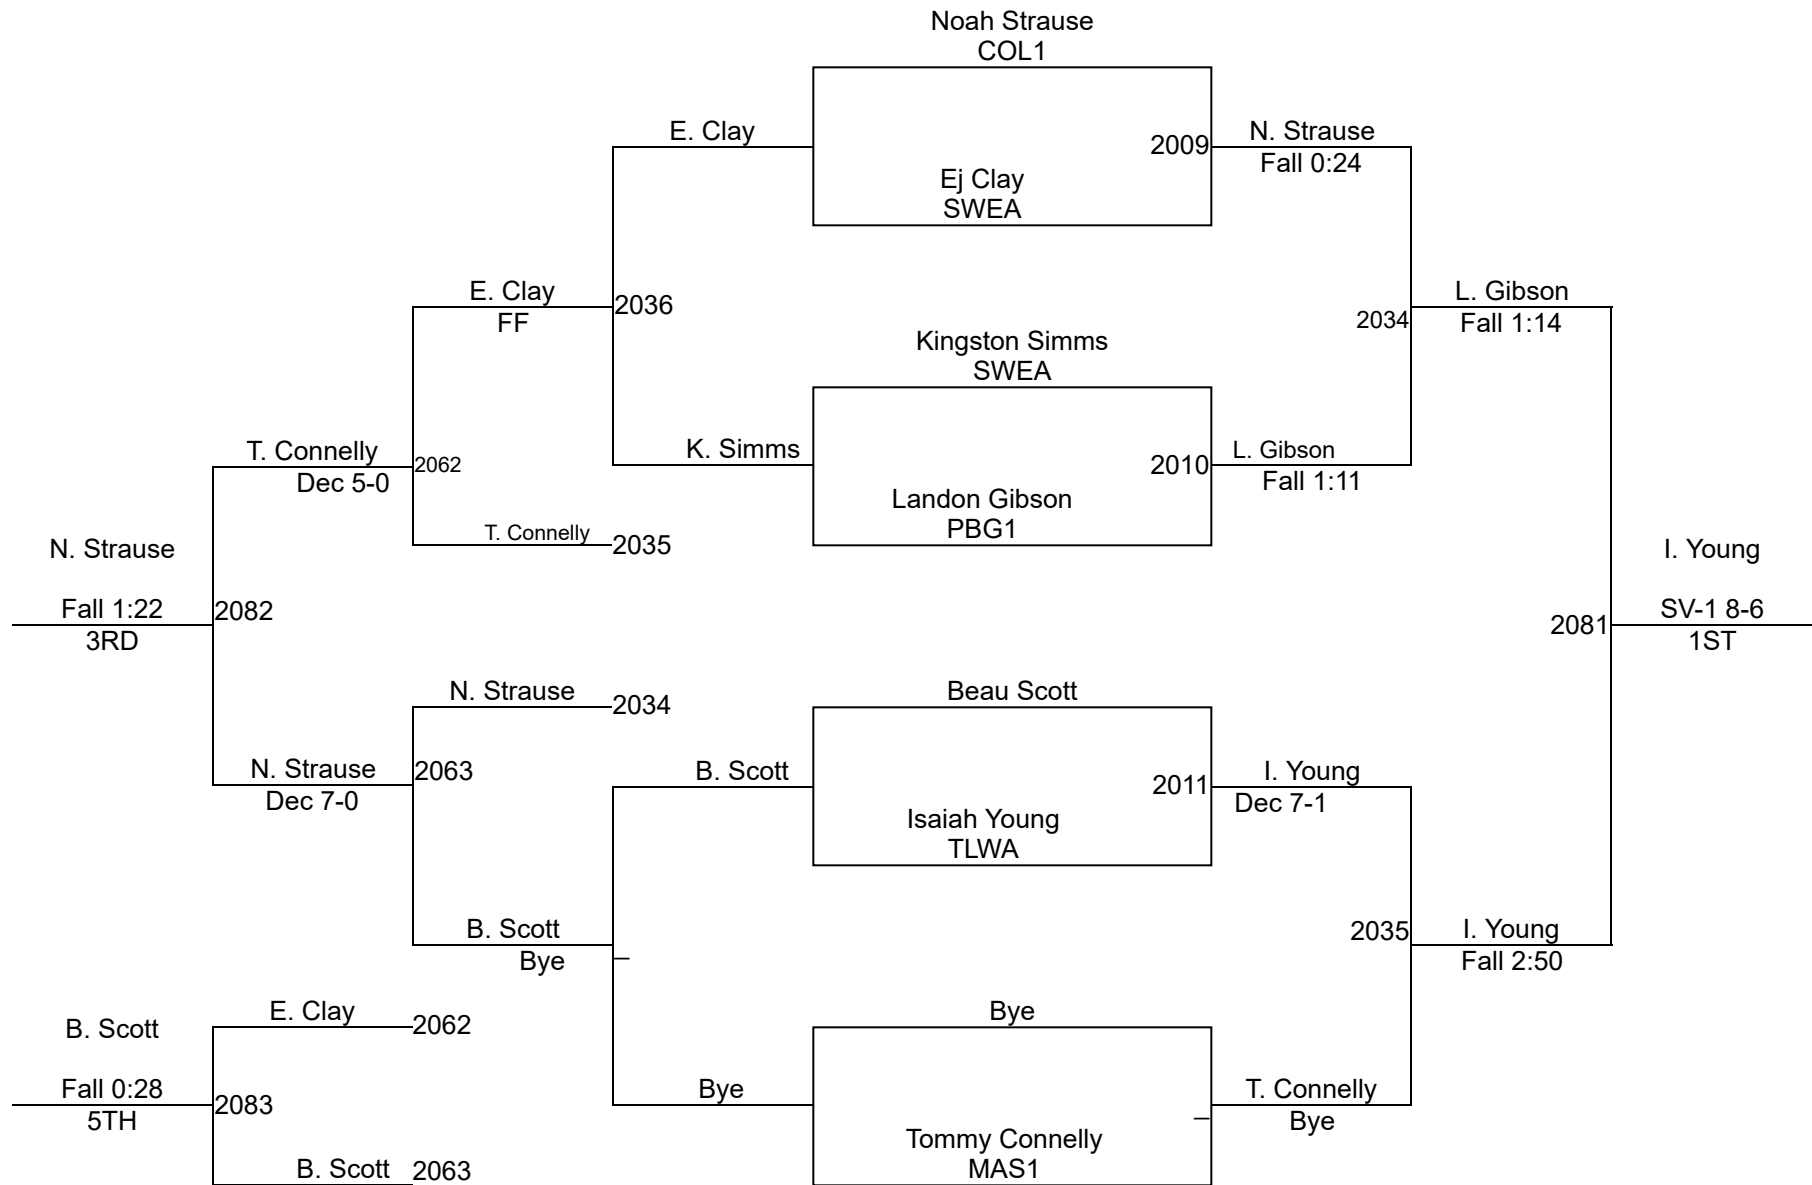 Noah Strause
COL1
E. Clay
2009
N. Strause
Fall 0:24
Ej Clay
SWEA
E. Clay
FF
2036
2034
L. Gibson
Fall 1:14
Kingston Simms
SWEA
T. Connelly
Dec 5-0
2062
K. Simms
2010
L. Gibson
Fall 1:11
Landon Gibson
PBG1
T. Connelly
2035
N. Strause
Fall 1:22
3RD
2082
I. Young
SV-1 8-6
1ST
2081
N. Strause
2034
Beau Scott
N. Strause
Dec 7-0
2063
B. Scott
2011
I. Young
Dec 7-1
Isaiah Young
TLWA
B. Scott
Bye
_
2035
I. Young
Fall 2:50
B. Scott
Fall 0:28
5TH
E. Clay
2062
2083
Bye
Bye
_
T. Connelly
Bye
Tommy Connelly
MAS1
B. Scott
2063